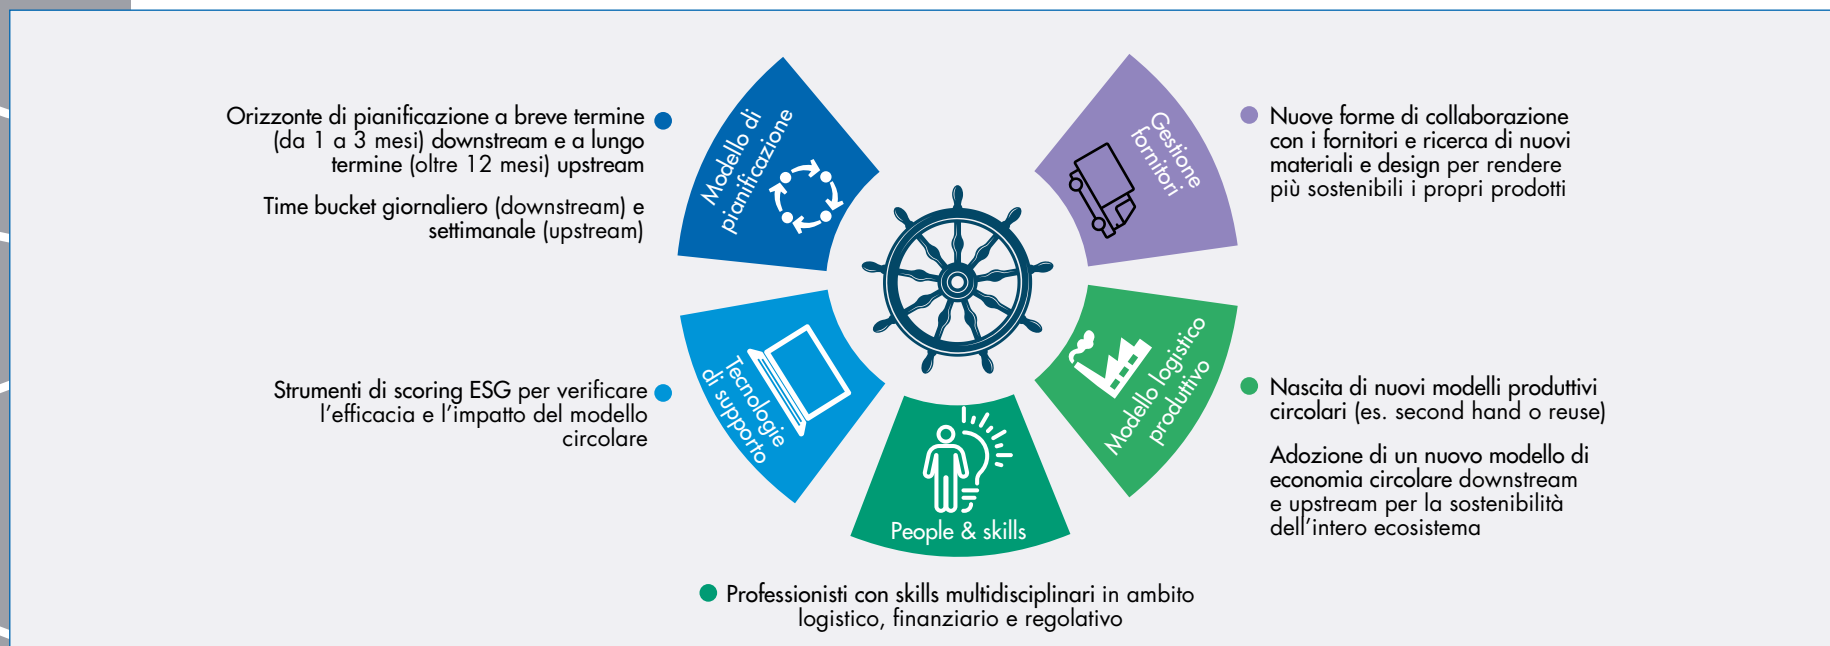 Orizzonte di pianificazione a breve termine
(da 1 a 3 mesi) downstream e a lungo
termine (oltre 12 mesi) upstream
Time bucket giornaliero (downstream) e
settimanale (upstream)
Modello di
pianificazione
Gestione
fornitori
Nuove forme di collaborazione
con i fornitori e ricerca di nuovi
materiali e design per rendere
più sostenibili i propri prodotti
Strumenti di scoring ESG per verificare
l'efficacia e l'impatto del modello
circolare
Tecnologie
di supporto
Modello logistico
produttivo
Nascita di nuovi modelli produttivi
circolari (es. second hand o reuse)
Adozione di un nuovo modello di
economia circolare downstream
e upstream per la sostenibilità
dell'intero ecosistema
People & skills
Professionisti con skills multidisciplinari in ambito
logistico, finanziario e regolativo